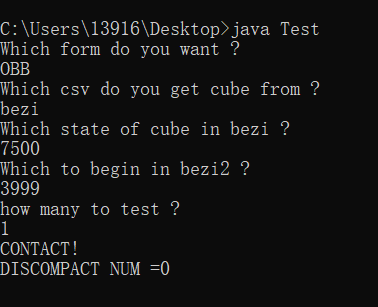 C:\Users\13916\Desktop>java Test
Which form do you want ?
OBB
Which csv do you get cube from ?
bezi
Which state of cube in bezi ?
7500
Which to begin in bezi2 ?
3999
how many to test ?
1
CONTACT!
DISCOMPACT NUM =0